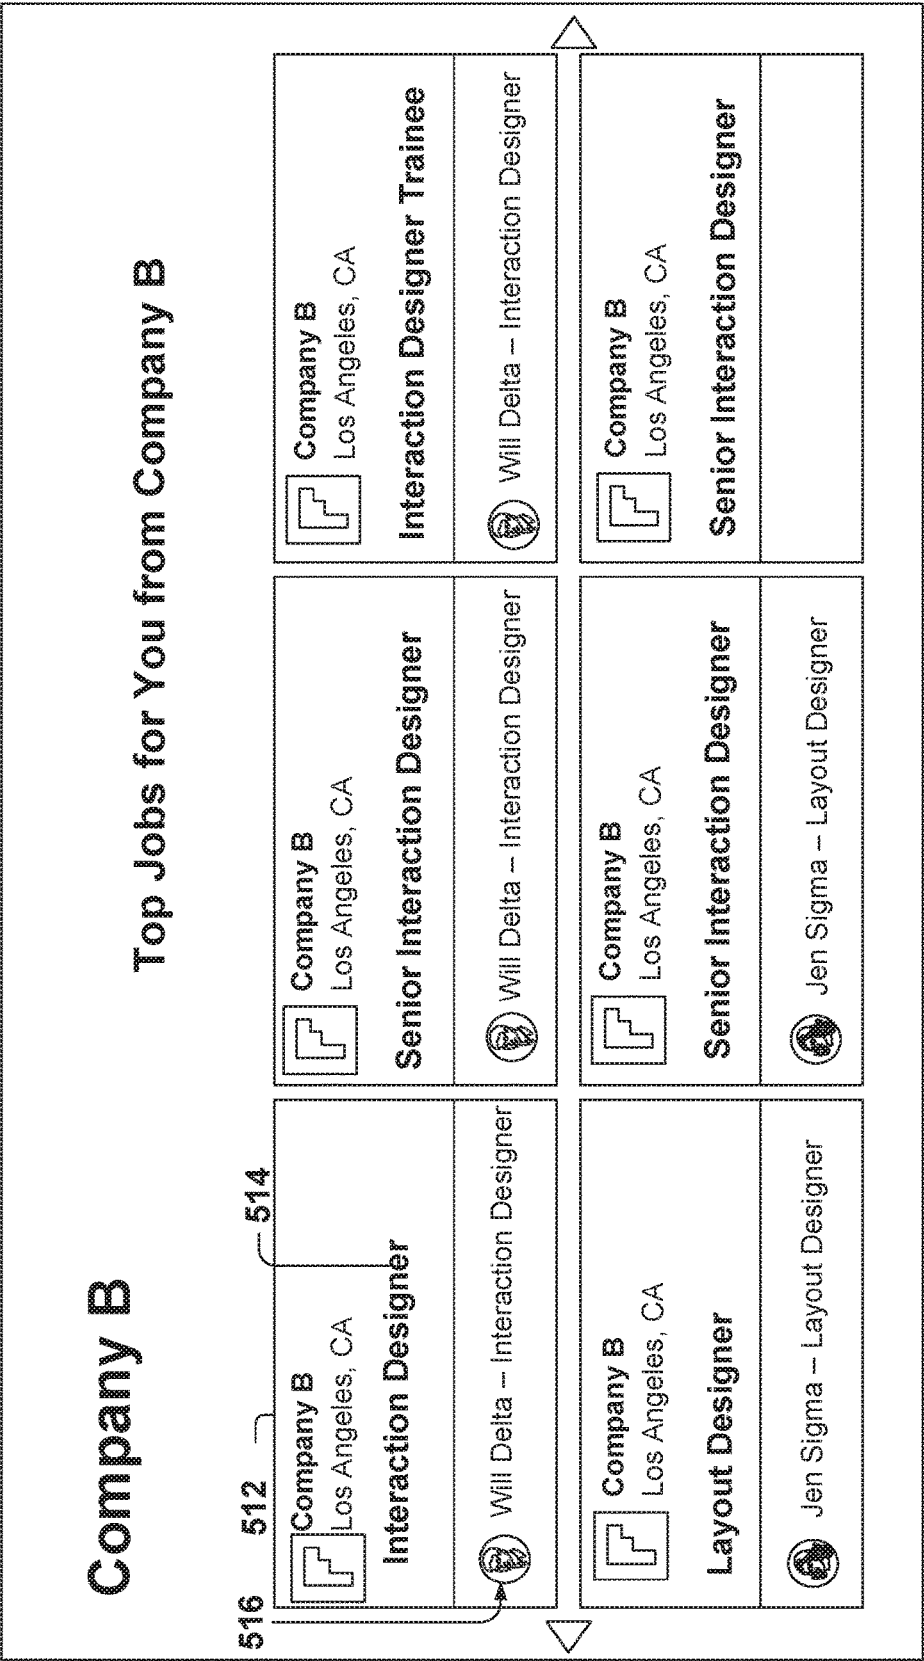 Company B
Top Jobs for You from Company B
516
512
514
Company B
Los Angeles, CA
Interaction Designer
Will Delta – Interaction Designer
Company B
Los Angeles, CA
Senior Interaction Designer
Will Delta – Interaction Designer
Company B
Los Angeles, CA
Interaction Designer Trainee
Will Delta – Interaction Designer
Company B
Los Angeles, CA
Layout Designer
Jen Sigma – Layout Designer
Company B
Los Angeles, CA
Senior Interaction Designer
Jen Sigma – Layout Designer
Company B
Los Angeles, CA
Senior Interaction Designer